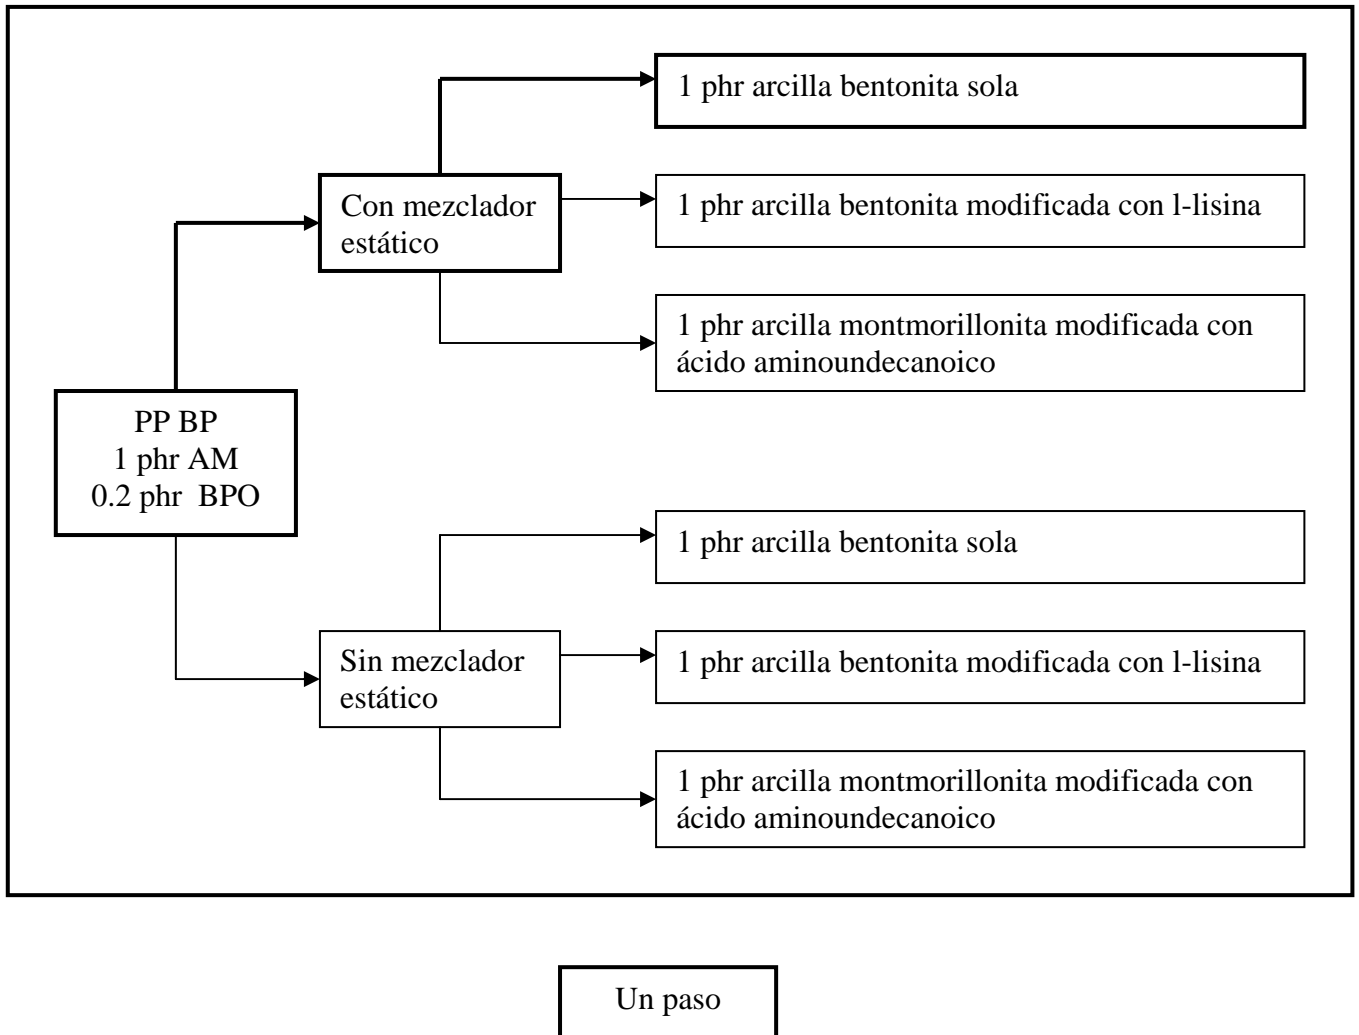 1 phr arcilla bentonita sola
Con mezclador
estático
1 phr arcilla bentonita modificada con l-lisina
1 phr arcilla montmorillonita modificada con
ácido aminoundecanoico
PP BP
1 phr AM
0.2 phr BPO
1 phr arcilla bentonita sola
Sin mezclador
estático
1 phr arcilla bentonita modificada con l-lisina
1 phr arcilla montmorillonita modificada con
ácido aminoundecanoico
Un paso